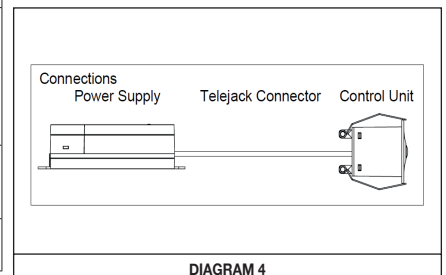 Connections
Power Supply Telejack Connector Control Unit
DIAGRAM 4